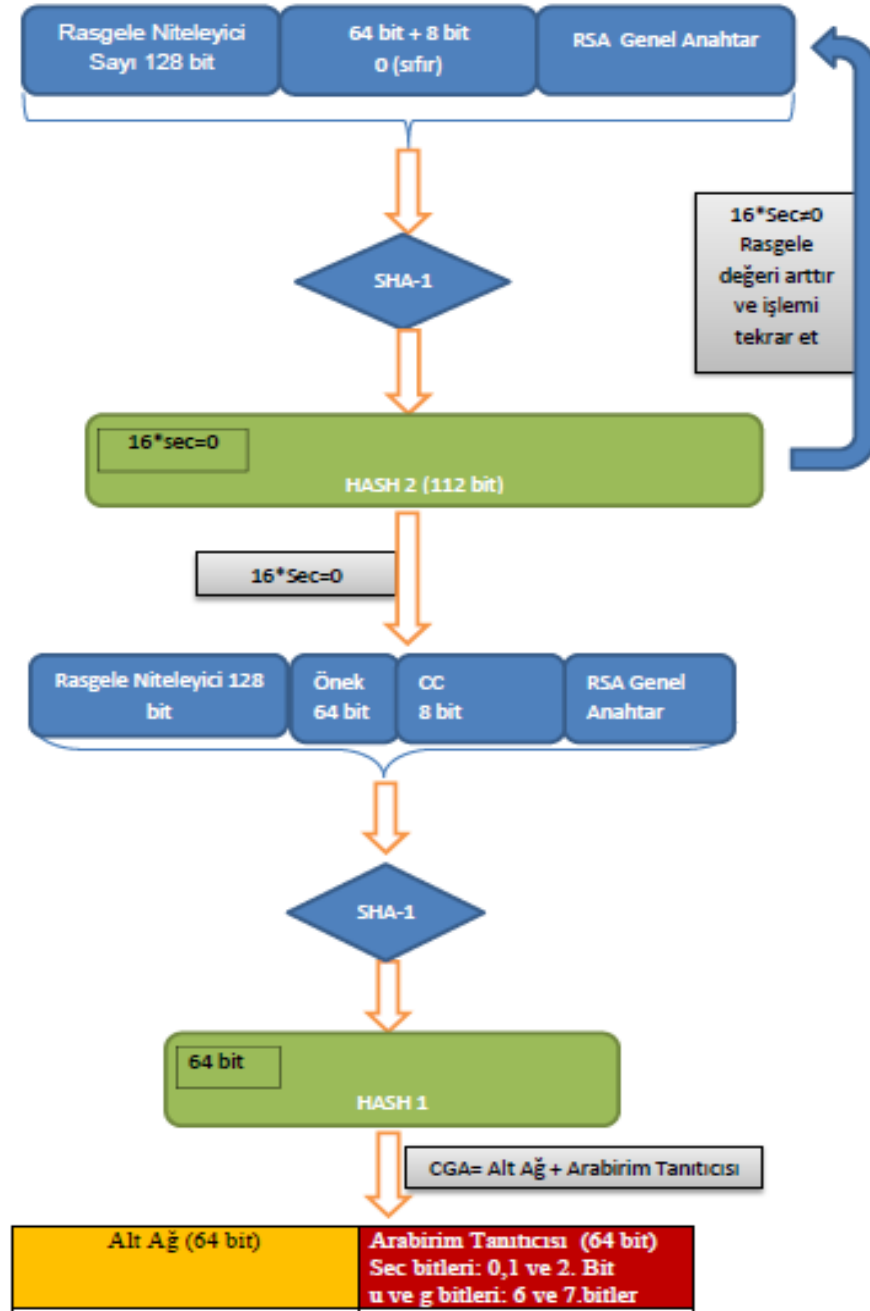 Rasgele Niteleyici
Sayı 128 bit
64 bit + 8 bit
0 (sıfır)
RSA Genel Anahtar
16*Sec≠0
Rasgele
değeri arttır
ve işlemi
tekrar et
SHA-1
16*sec=0
HASH 2 (112 bit)
16*Sec=0
Rasgele Niteleyici 128
bit
Önek
64 bit
CC
8 bit
RSA Genel
Anahtar
SHA-1
64 bit
HASH 1
CGA= Alt Ağ + Arabirim Tanıtıcısı
Alt Ağ (64 bit)
Arabirim Tanıtıcısı (64 bit)
Sec bitleri: 0,1 ve 2. Bit
u ve g bitleri: 6 ve 7.bitler